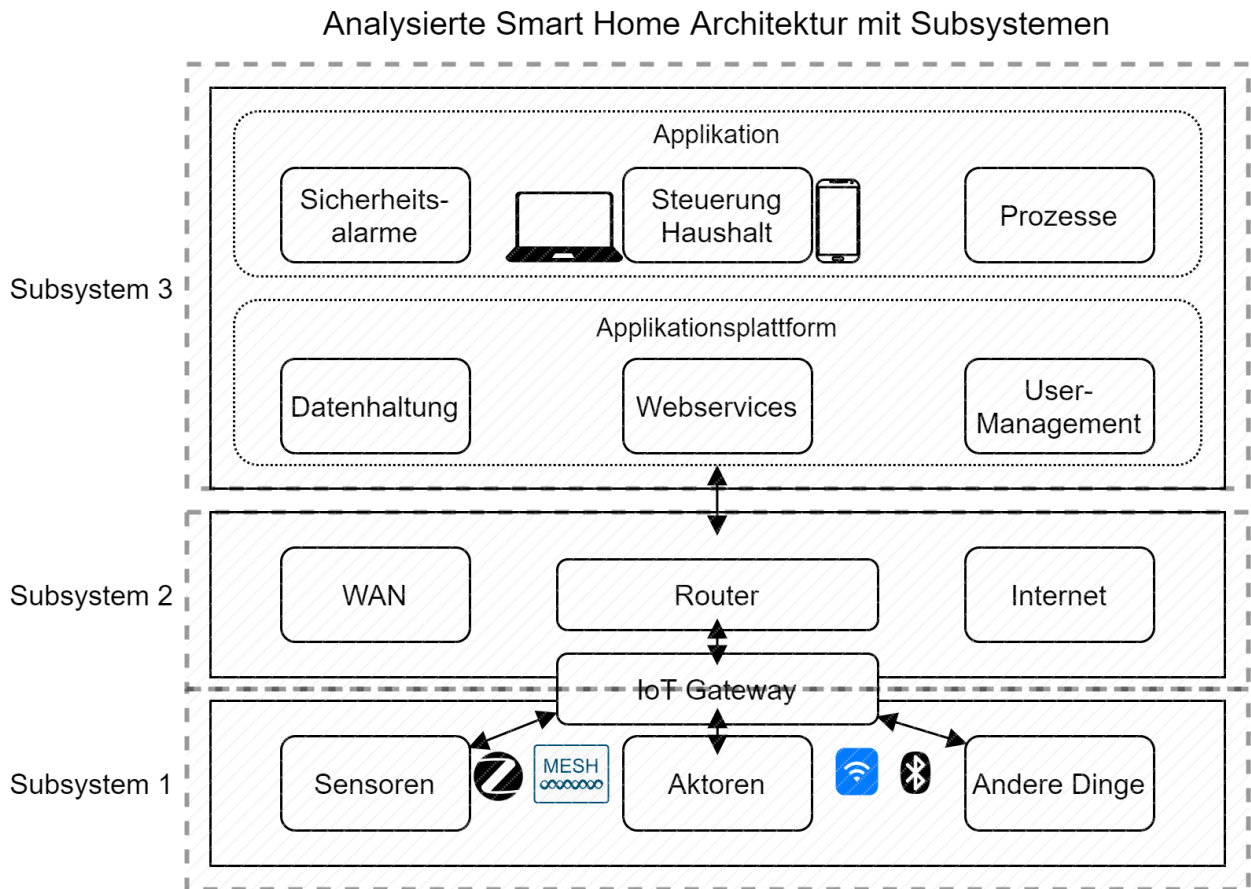 Analysierte Smart Home Architektur mit Subsystemen
Applikation
Sicherheits-
alarme
Steuerung
Haushalt
Prozesse
Subsystem 3
Applikationsplattform
Datenhaltung
Webservices
User-
Management
Subsystem 2
WAN
Router
Internet
IoT Gateway
Subsystem 1
Sensoren
MESH
Aktoren
Andere Dinge